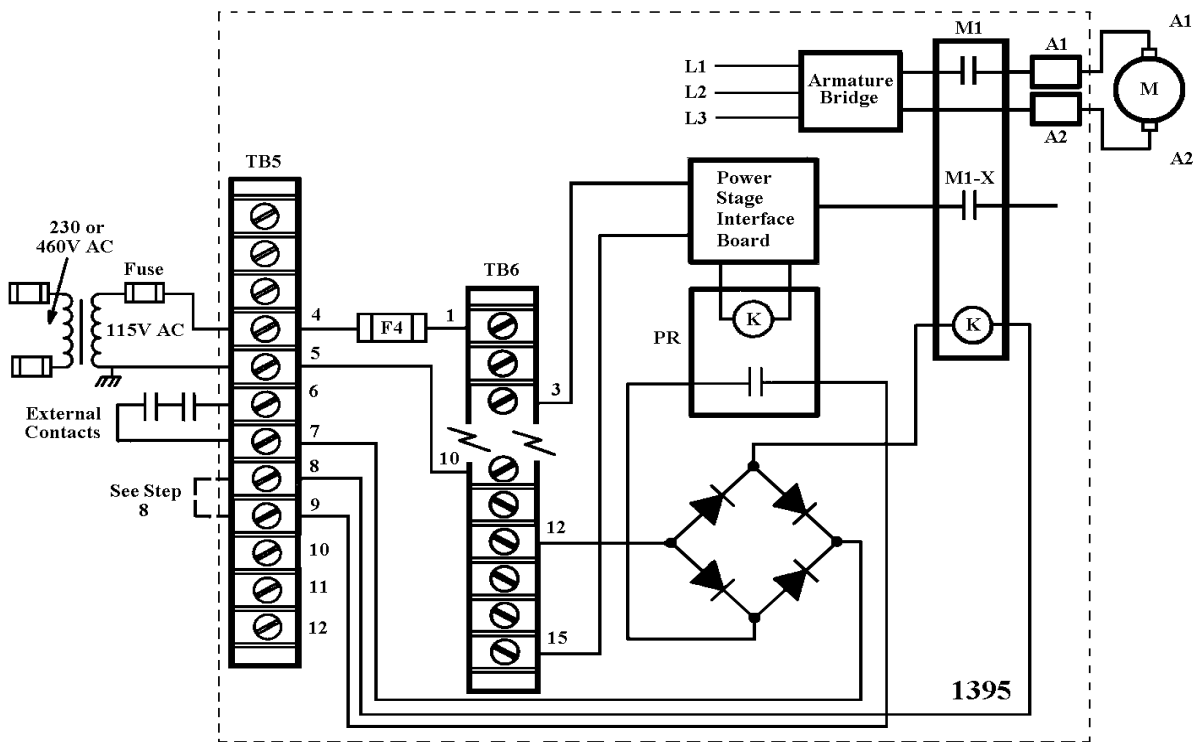 M1
A1
A1
L1
L2
L3
Armature
Bridge
M
A2
A2
TB5
Power
Stage
Interface
Board
M1-X
230 or
460V AC
Fuse
TB6
115V AC
4
F4
1
K
K
PR
5
6
3
External
Contacts
7
8
10
See Step
8
9
12
10
11
12
15
1395